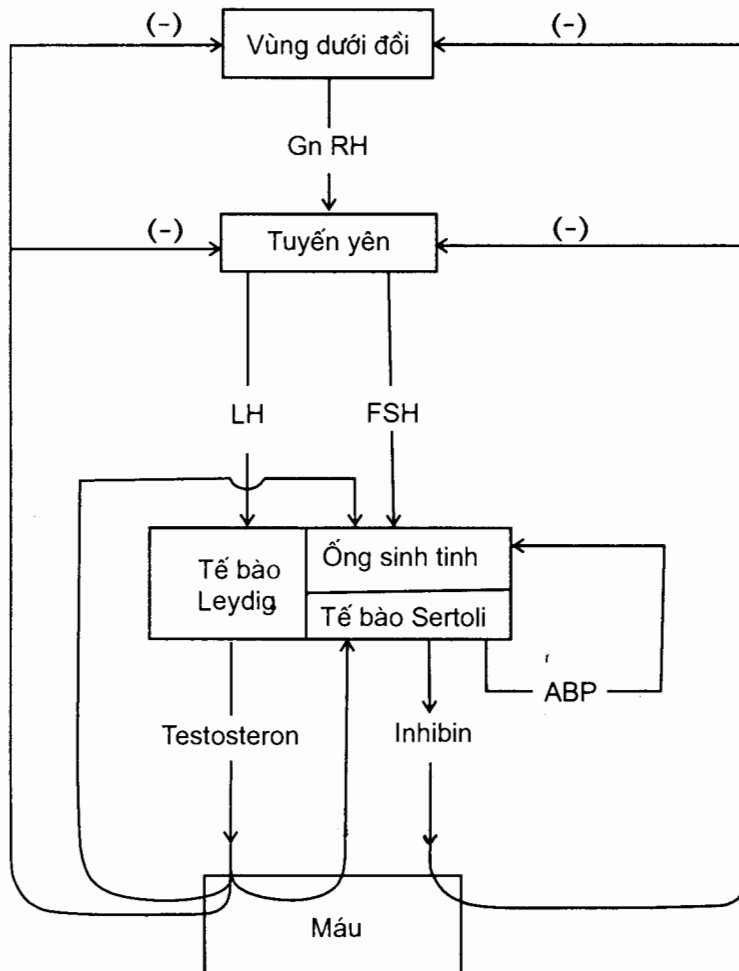 (-)
(-)
Vùng dưới đồi
Gn RH
(-)
(-)
Tuyến yên
LH
FSH
Tế bào
Leydig
Ống sinh tinh
Tế bào Sertoli
ABP
Testosteron
Inhibin
Máu